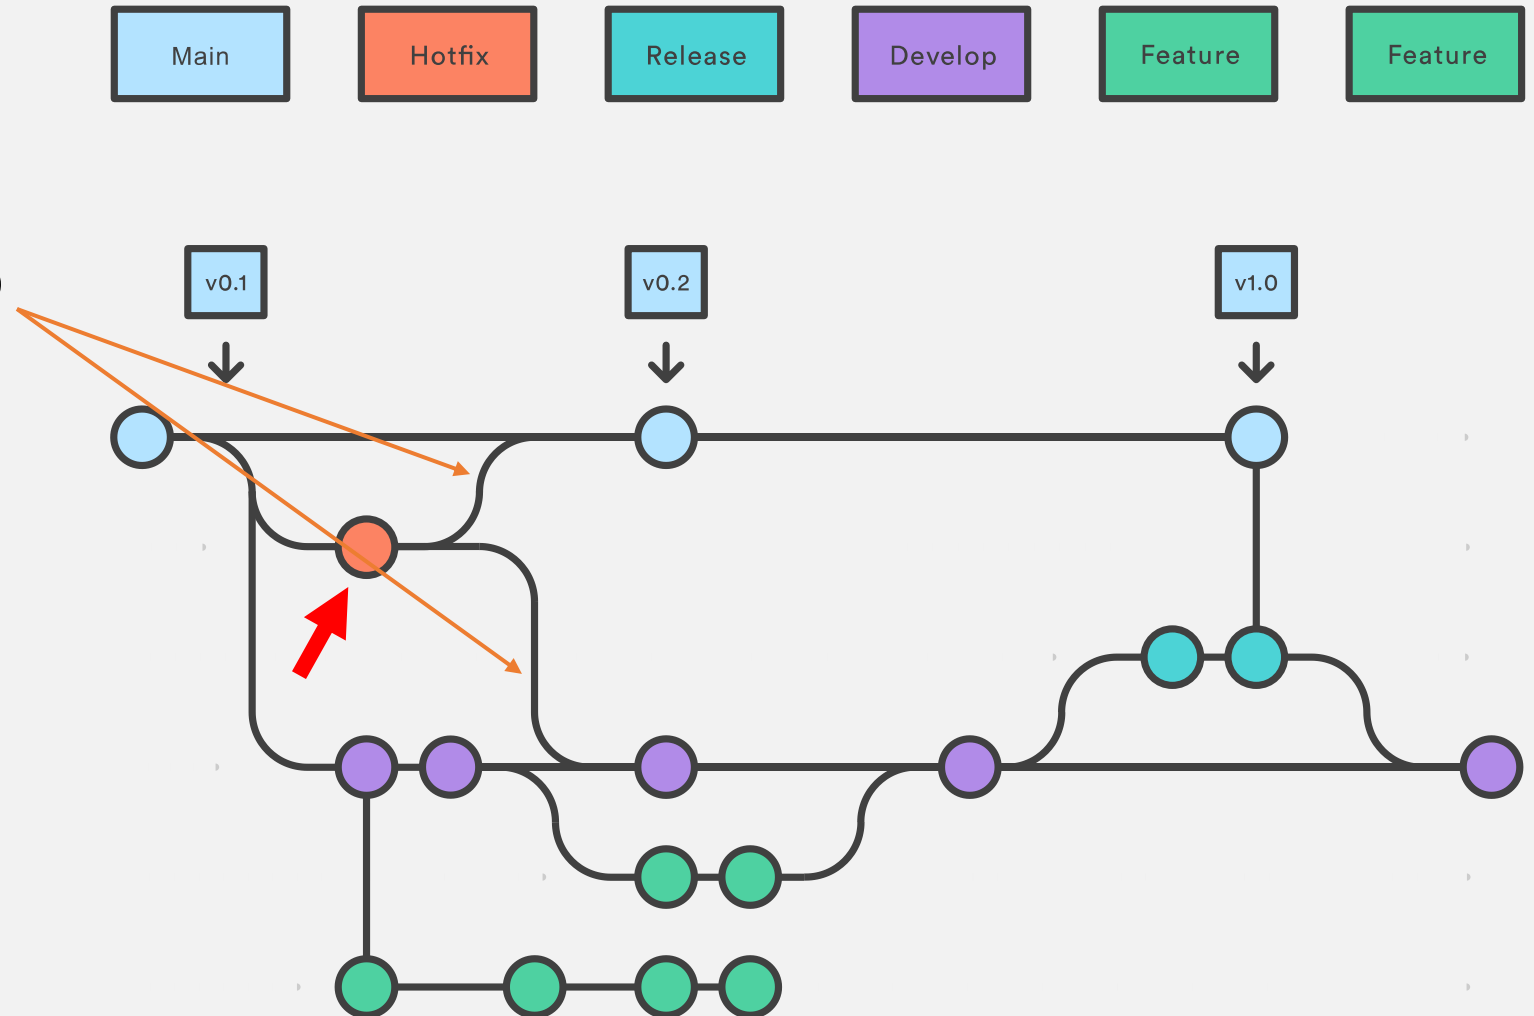 Main
Hotfix
Release
Develop
Feature
Feature
v0.1
v0.2
v1.0